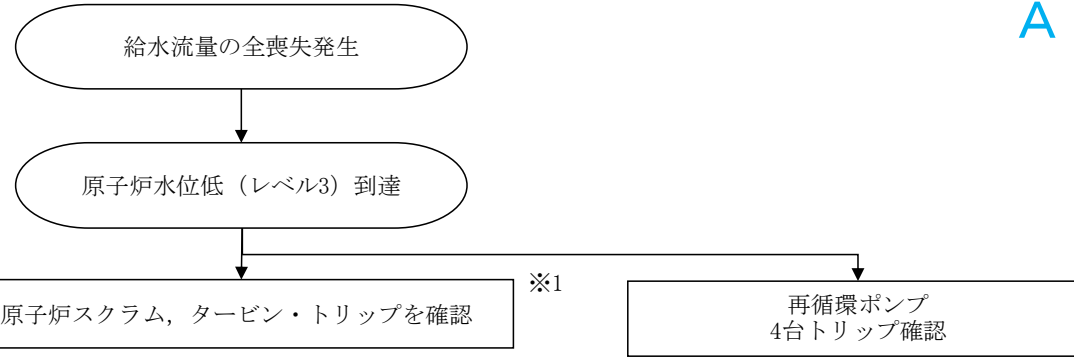 A
給水流量の全喪失発生
原子炉水位低（レベル3）到達
原子炉スクラム，タービン・トリップを確認
※1
再循環ポンプ
4台トリップ確認